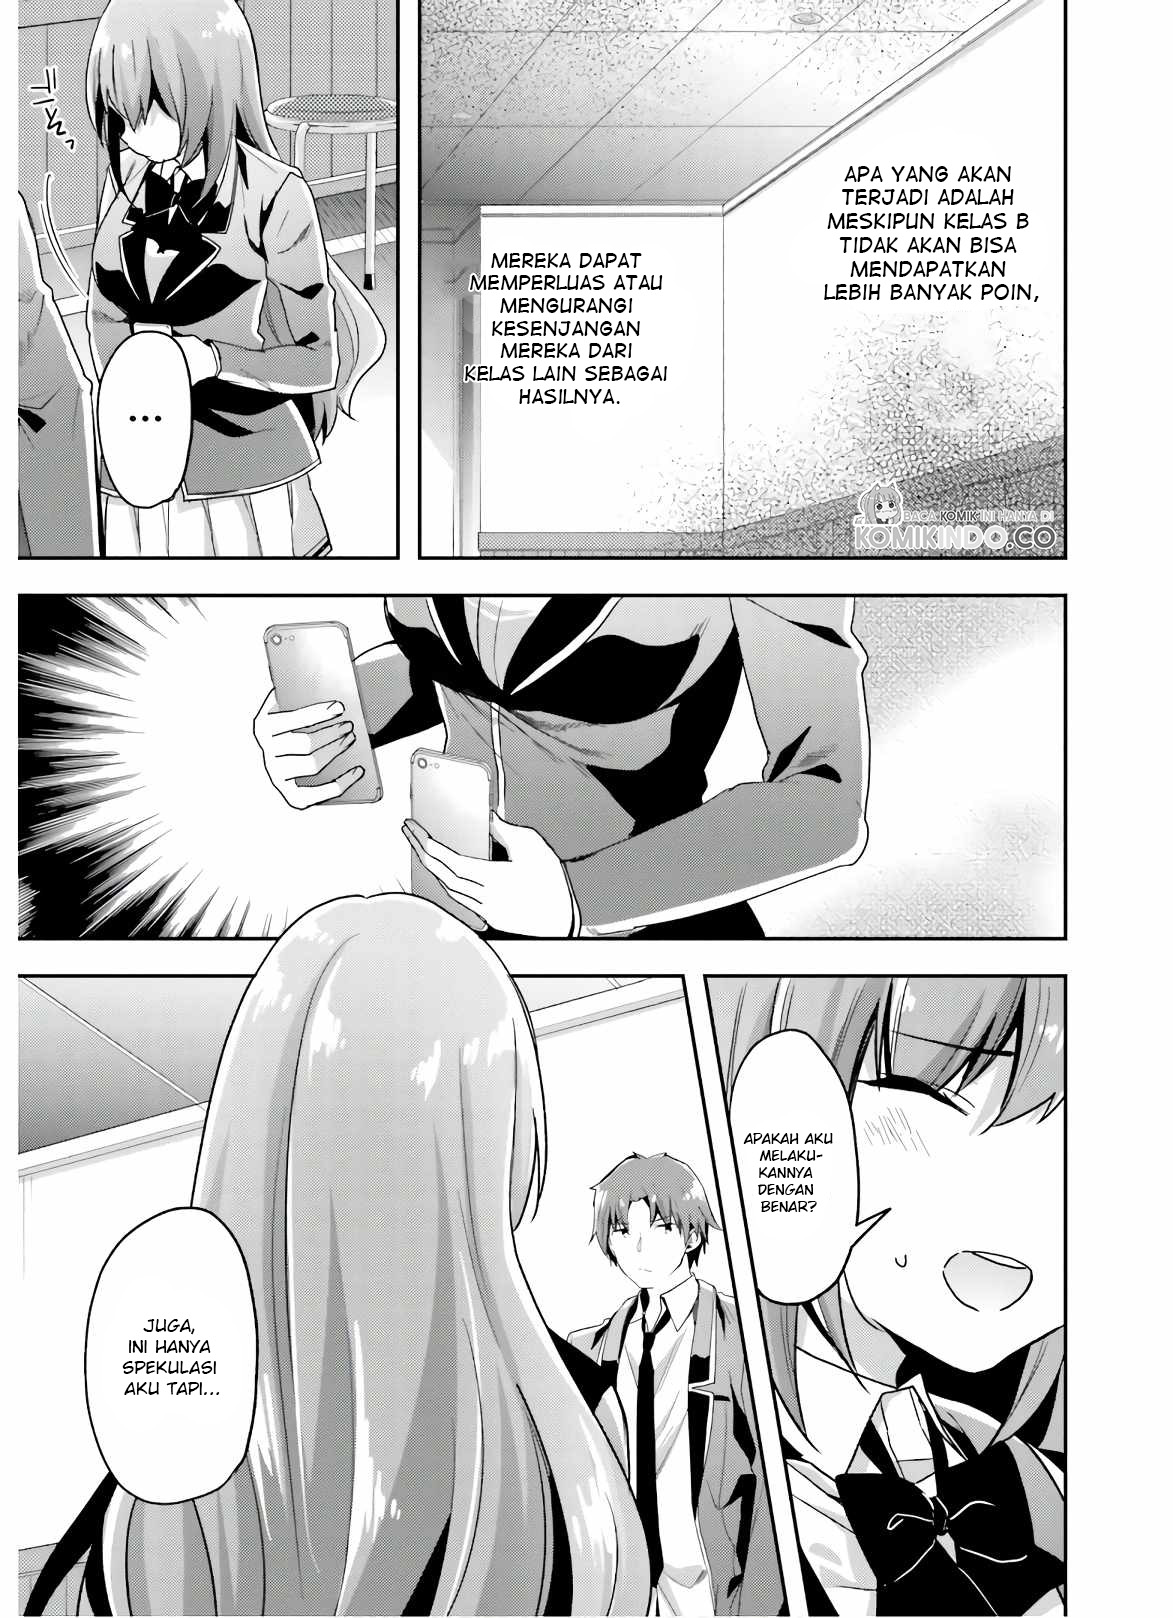 APA YANG AKAN
TERJADI ADALAH
MESKIPUN KELAS B
TIDAK AKAN BISA
MENDAPATKAN
LEBIH BANYAK POIN,
MEREKA DAPAT
MEMPERLUAS ATAU
MENGURANGI
KESENJANGAN
MEREKA DARI
KELAS LAIN SEBAGAI
HASILNYA.
BACA KOMIK INI HANYA DI
KOMIKINDO.CO
...
APAKAH AKU
MELAKU-
KANNYA
DENGAN
BENAR?
JUGA,
INI HANYA
SPEKULASI
AKU TAPI...